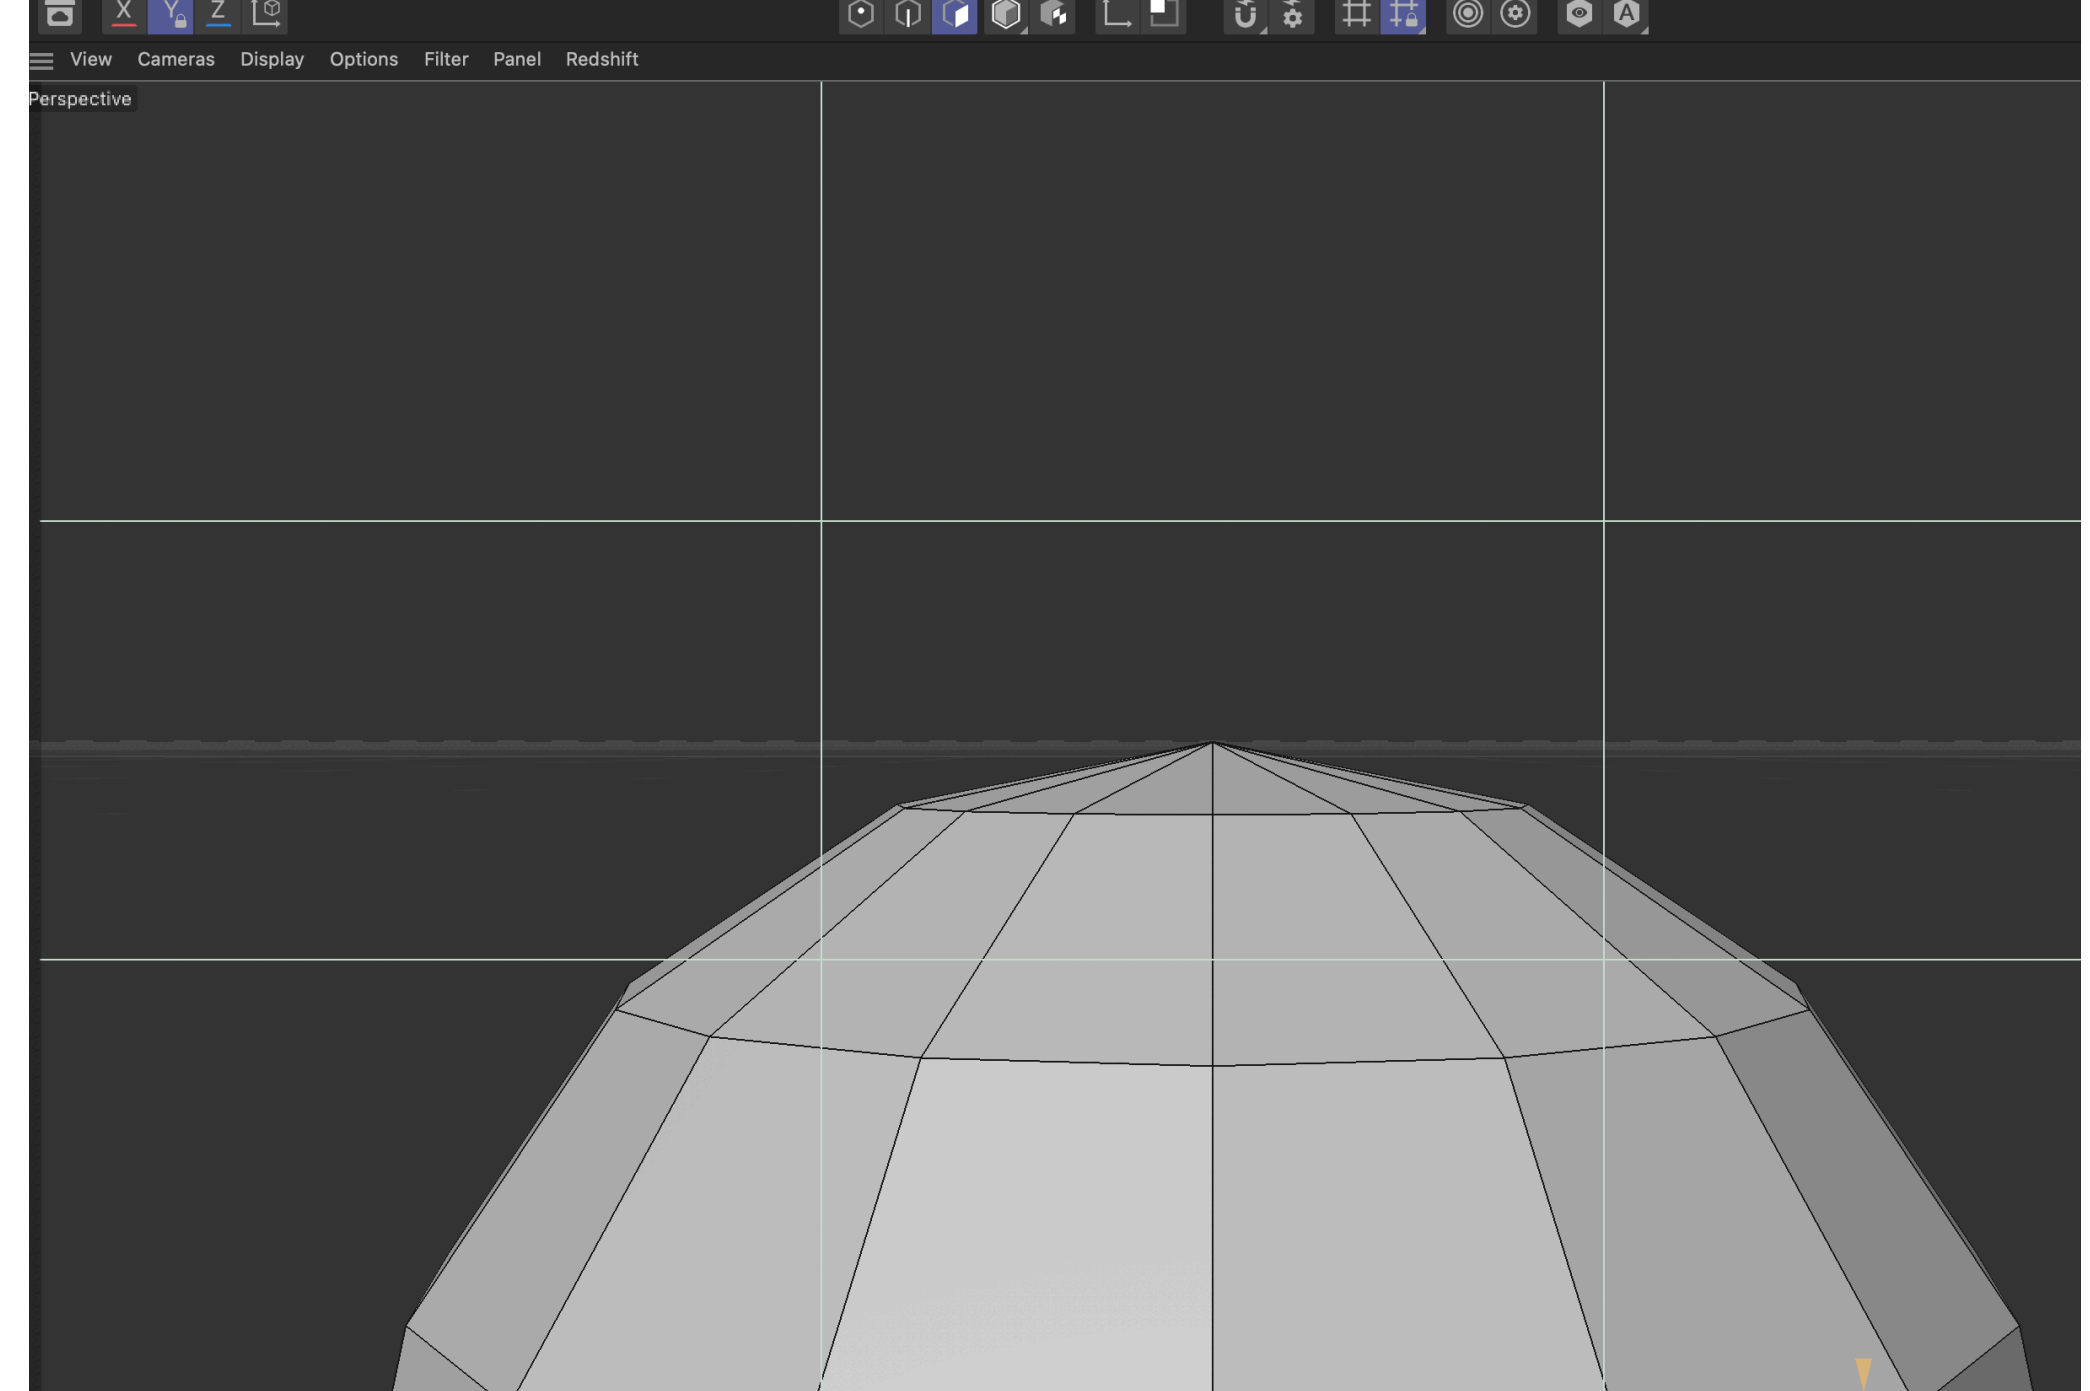 X Y Z A
View Cameras Display Options Filter Panel Redshift
Perspective